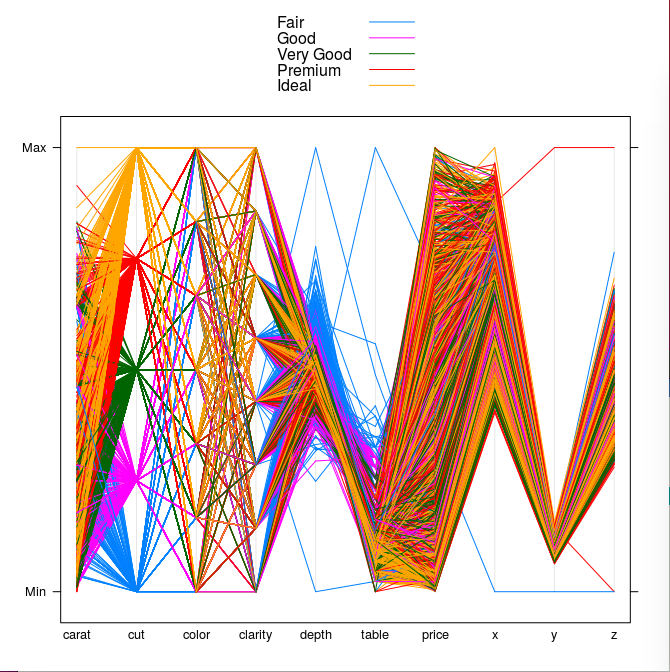 Fair
Good
Very Good
Premium
Ideal
Max
Min
carat cut color clarity depth table price x y z